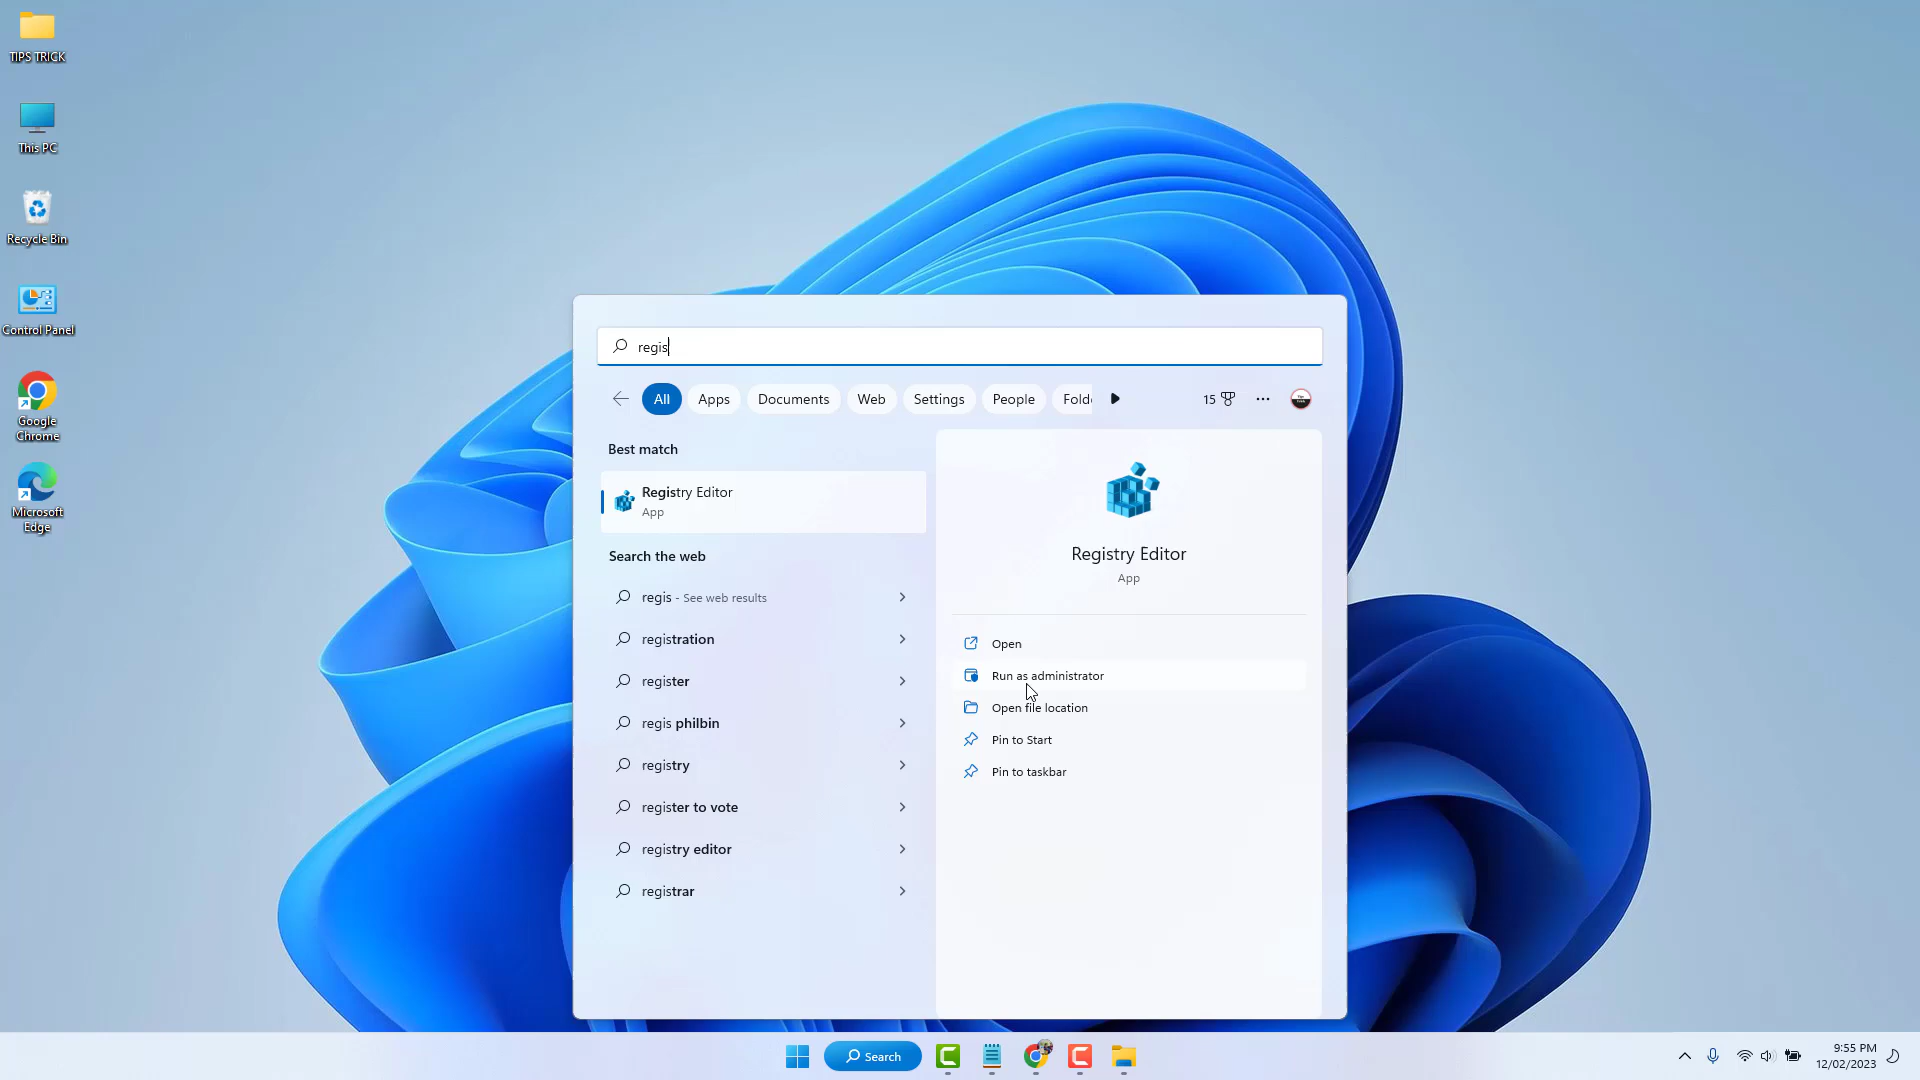 TIPS TRICK
This PC
Recycle Bin
Control Panel
Google
Chrome
Microsoft
Edge
regis
All Apps Documents Web Settings People Folde 15
Best match
Registry Editor
App
Search the web
regis - See web results
registration
register
regis philbin
registry
register to vote
registry editor
registrar
Registry Editor
App
Open
Run as administrator
Open file location
Pin to Start
Pin to taskbar
Search
9:55 PM
12/02/2023